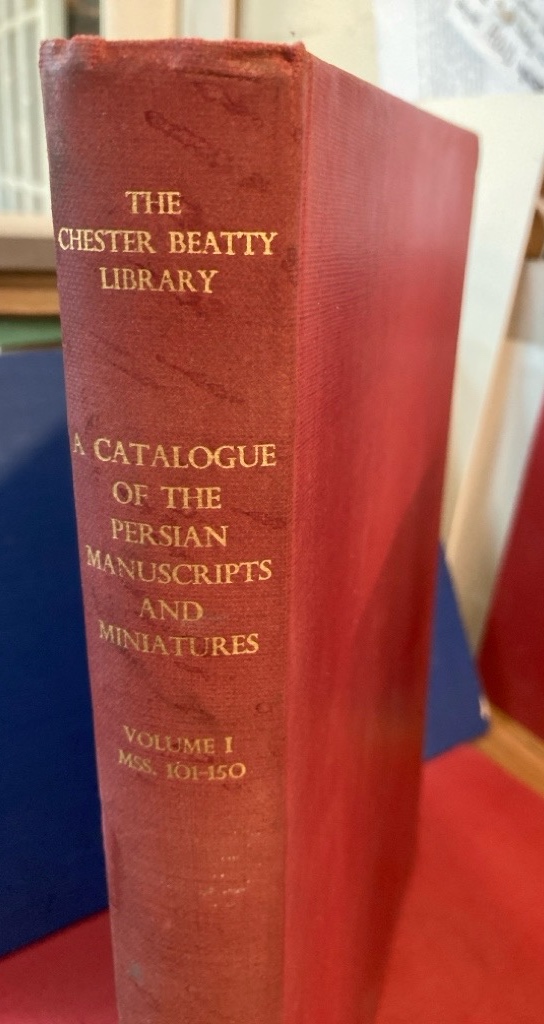 THE
CHESTER BEATTY
LIBRARY
A CATALOGUE
OF THE
PERSIAN
MANUSCRIPTS
AND
MINIATURES
VOLUME I
MSS. 101-150